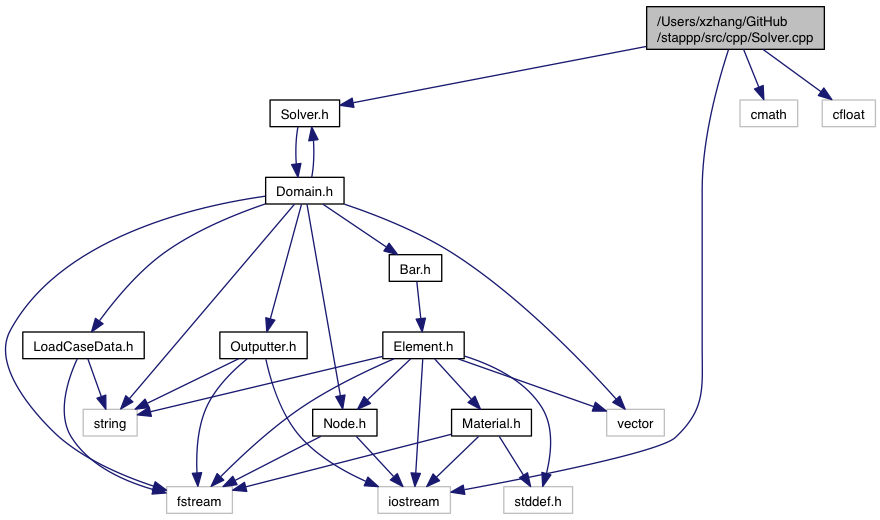 /Users/xzhang/GitHub
/stappp/src/cpp/Solver.cpp
Solver.h
cmath
cfloat
Domain.h
Bar.h
LoadCaseData.h
Outputter.h
Element.h
string
Node.h
Material.h
vector
fstream
iostream
stddef.h